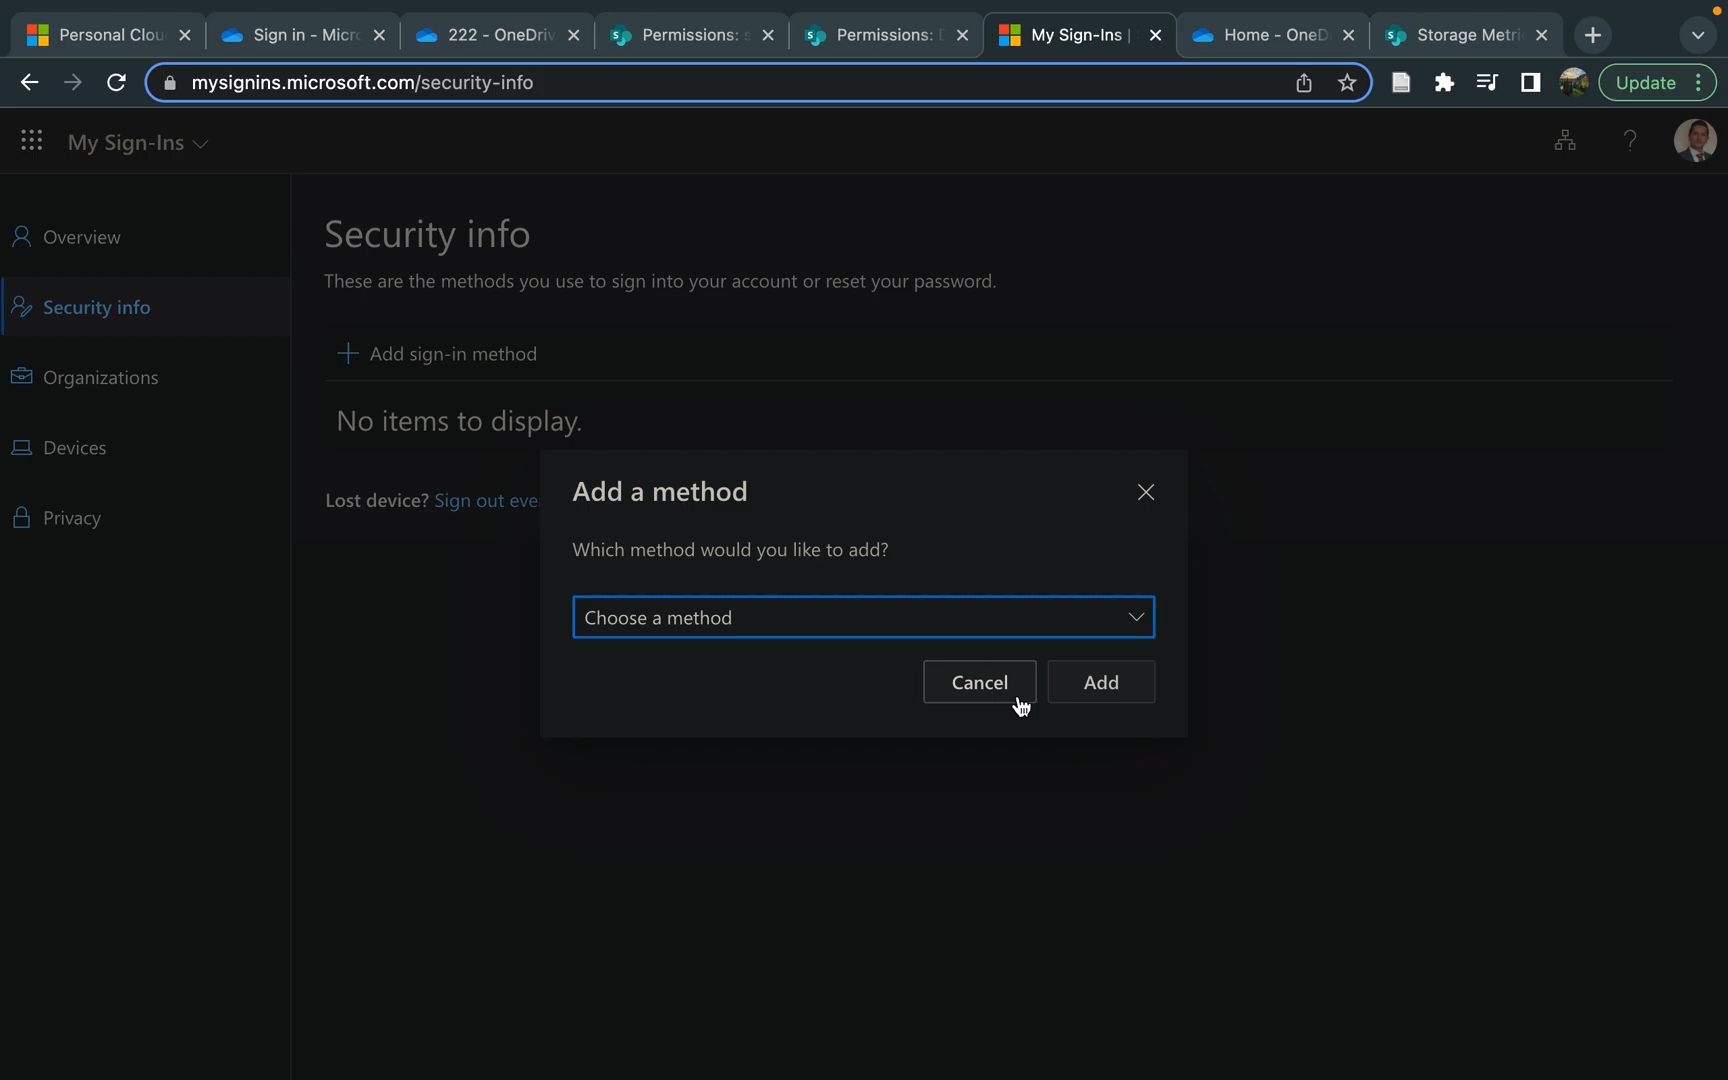 Personal Clou
Sign in - Micr
222 - OneDriv
Permissions: s
Permissions: D
My Sign-Ins |
Home - OneD
Storage Metri
mysignins.microsoft.com/security-info
Update
My Sign-Ins
Overview
Security info
Organizations
Devices
Privacy
Security info
These are the methods you use to sign into your account or reset your password.
Add sign-in method
No items to display.
Lost device? Sign out eve
Add a method
Which method would you like to add?
Choose a method
Cancel
Add